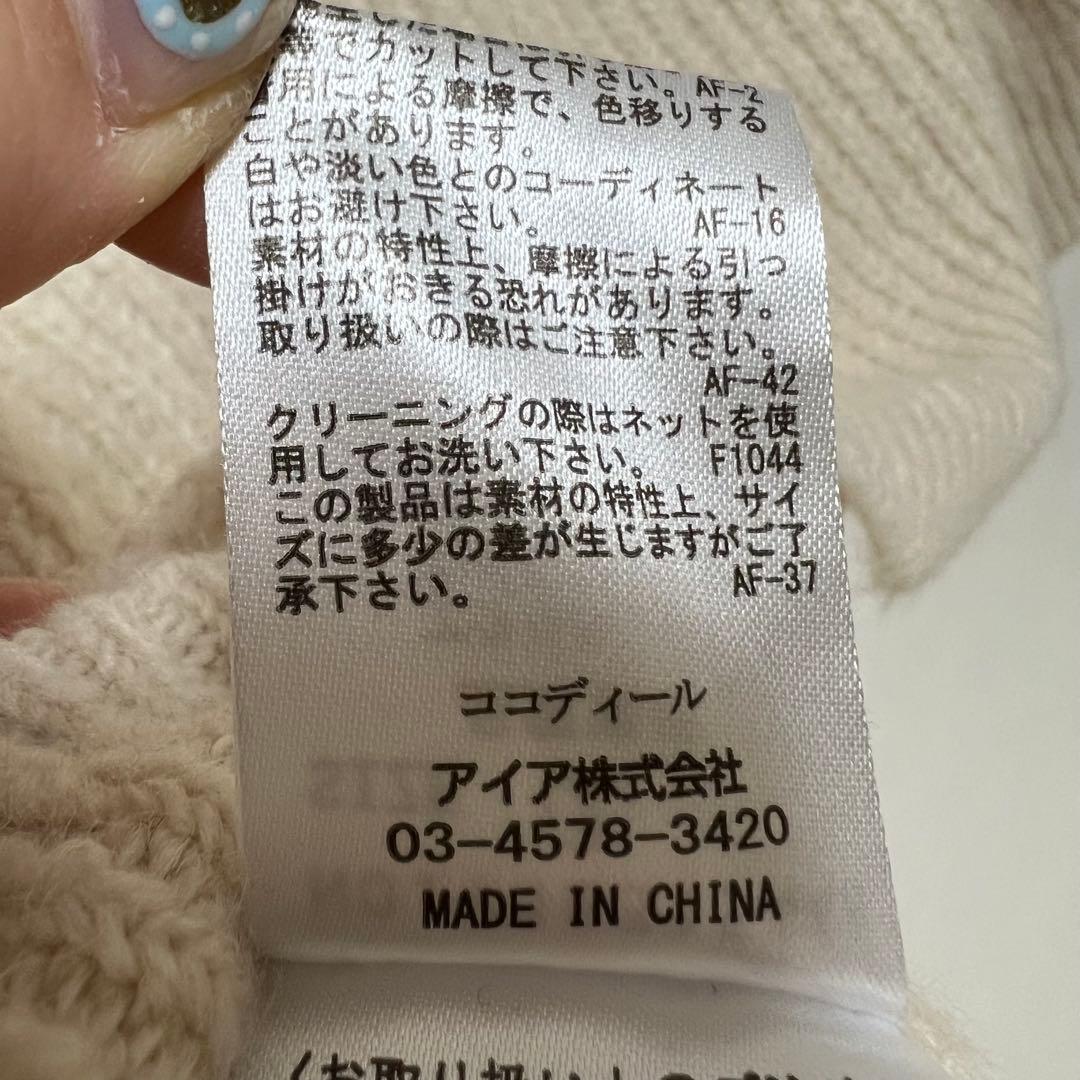 でカットして下さい。AF-2
用による摩擦で、色移りする
ことがあります。
白や淡い色とのコーディネート
はお避け下さい。 AF-16
素材の特性上、摩擦による引っ
掛けがおきる恐れがあります。
取り扱いの際はご注意下さい。
AF-42
クリーニングの際はネットを使
用してお洗い下さい。 F1044
この製品は素材の特性上、サイ
ズに多少の差が生じますがご了
承下さい。 AF-37
ココディール
アイア株式会社
03-4578-3420
MADE IN CHINA